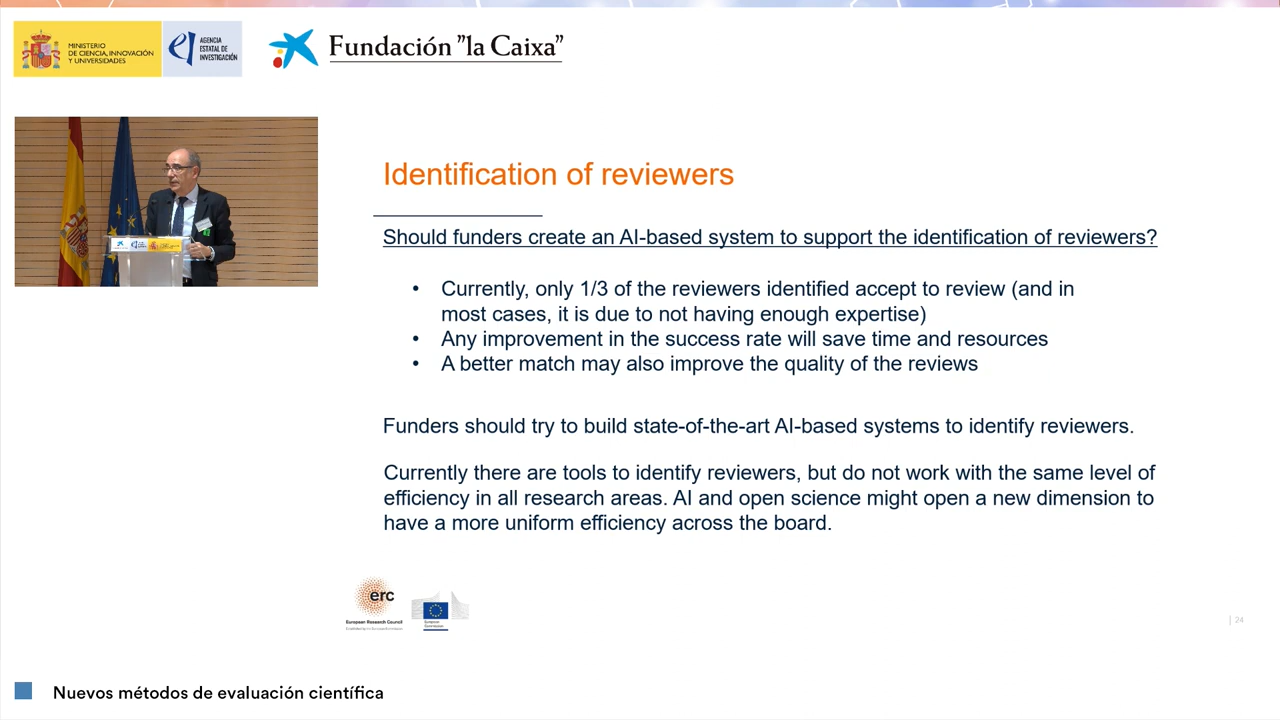 MINISTERIO
DE CIENCIA, INNOVACIÓN
Y UNIVERSIDADES
AGENCIA
ESTATAL DE
INVESTIGACIÓN
Fundación "la Caixa"
Identification of reviewers
Should funders create an AI-based system to support the identification of reviewers?
• Currently, only 1/3 of the reviewers identified accept to review (and in
most cases, it is due to not having enough expertise)
• Any improvement in the success rate will save time and resources
• A better match may also improve the quality of the reviews
Funders should try to build state-of-the-art AI-based systems to identify reviewers.
Currently there are tools to identify reviewers, but do not work with the same level of
efficiency in all research areas. AI and open science might open a new dimension to
have a more uniform efficiency across the board.
erc
European Research Council
European
Commission
| 24
Nuevos métodos de evaluación científica